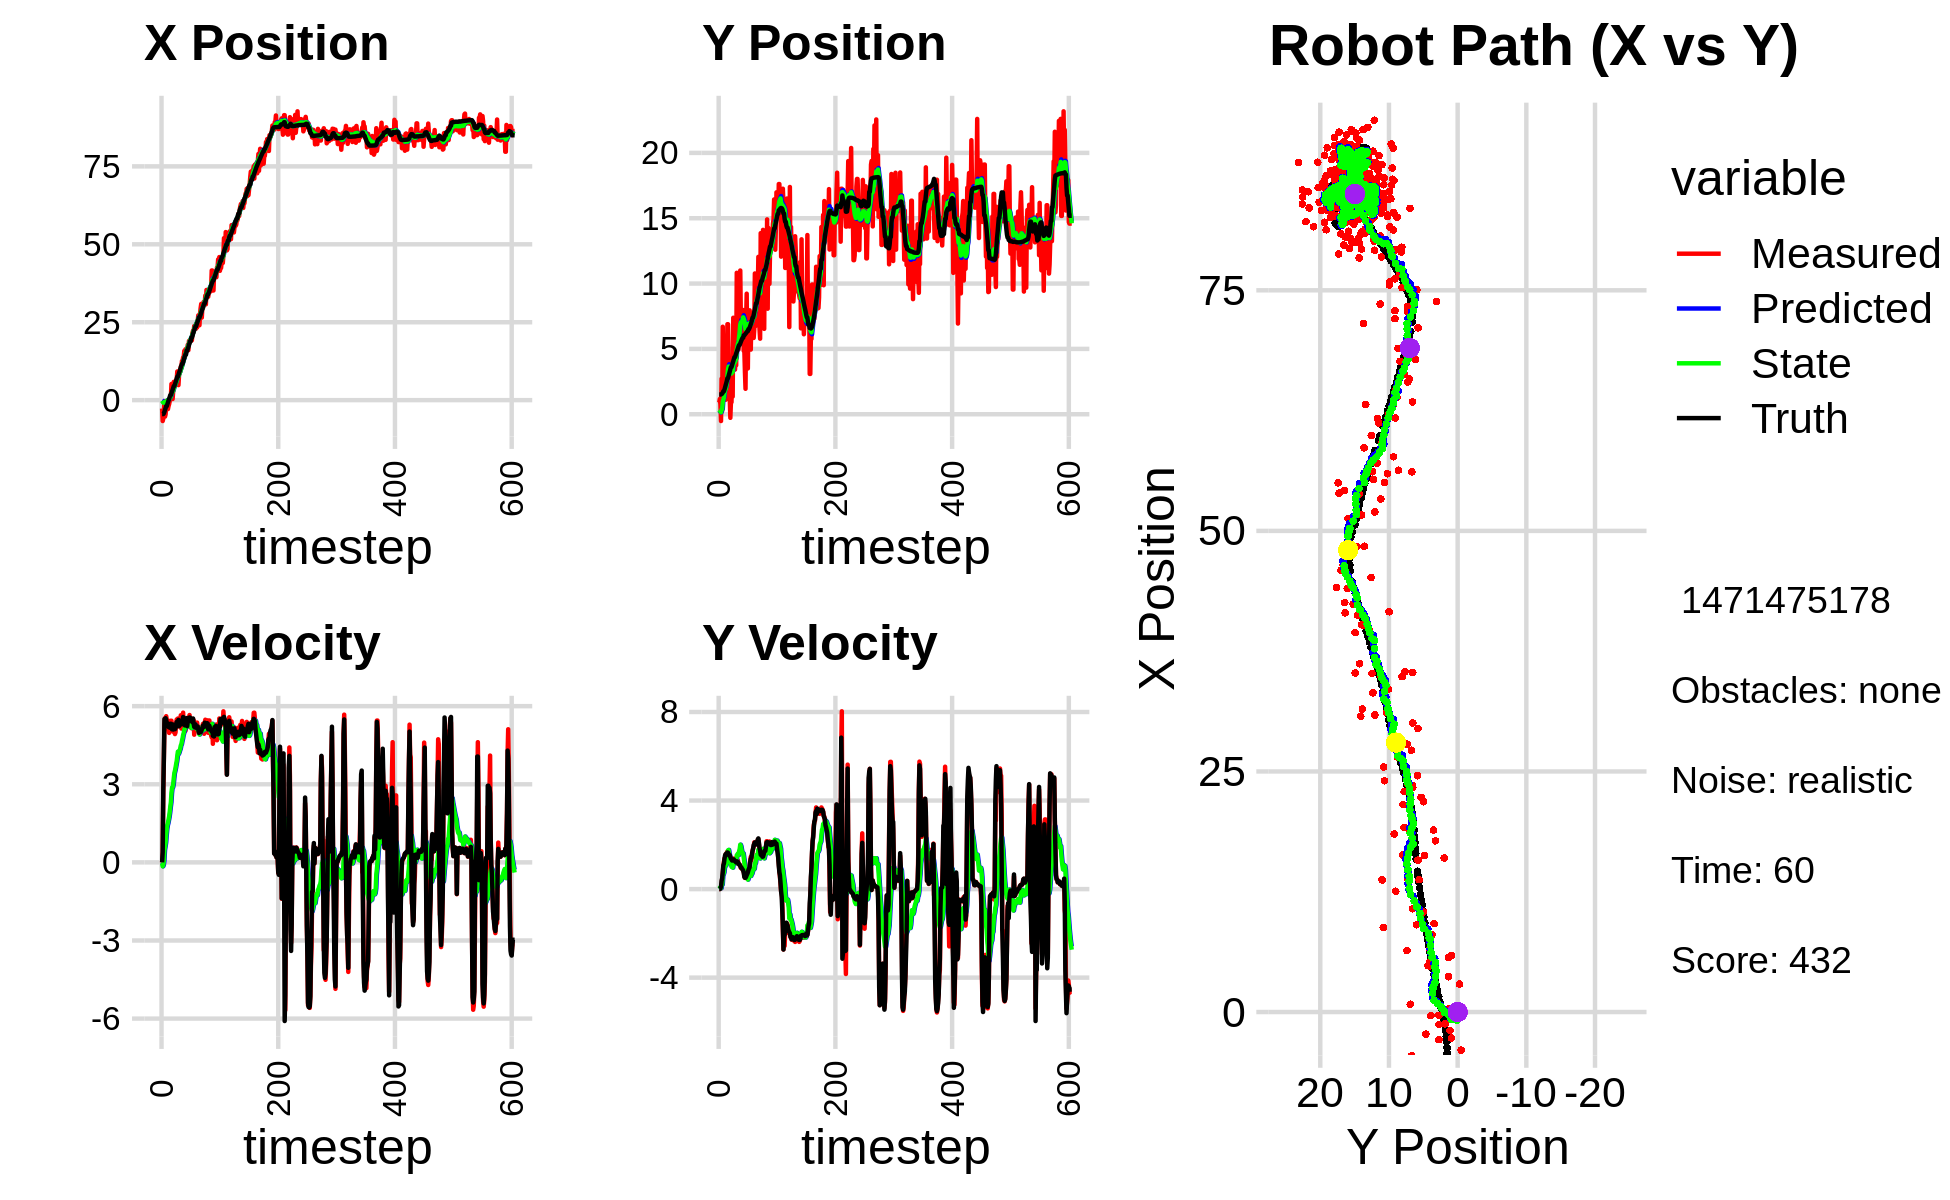 X Position
75
50
25
0
0
200
400
600
timestep
Y Position
20
15
10
5
0
0
200
400
600
timestep
X Velocity
6
3
0
-3
-6
0
200
400
600
timestep
Y Velocity
8
4
0
-4
0
200
400
600
timestep
Robot Path (X vs Y)
X Position
75
50
25
0
20 10 0 -10 -20
Y Position
variable
Measured
Predicted
State
Truth
1471475178
Obstacles: none
Noise: realistic
Time: 60
Score: 432